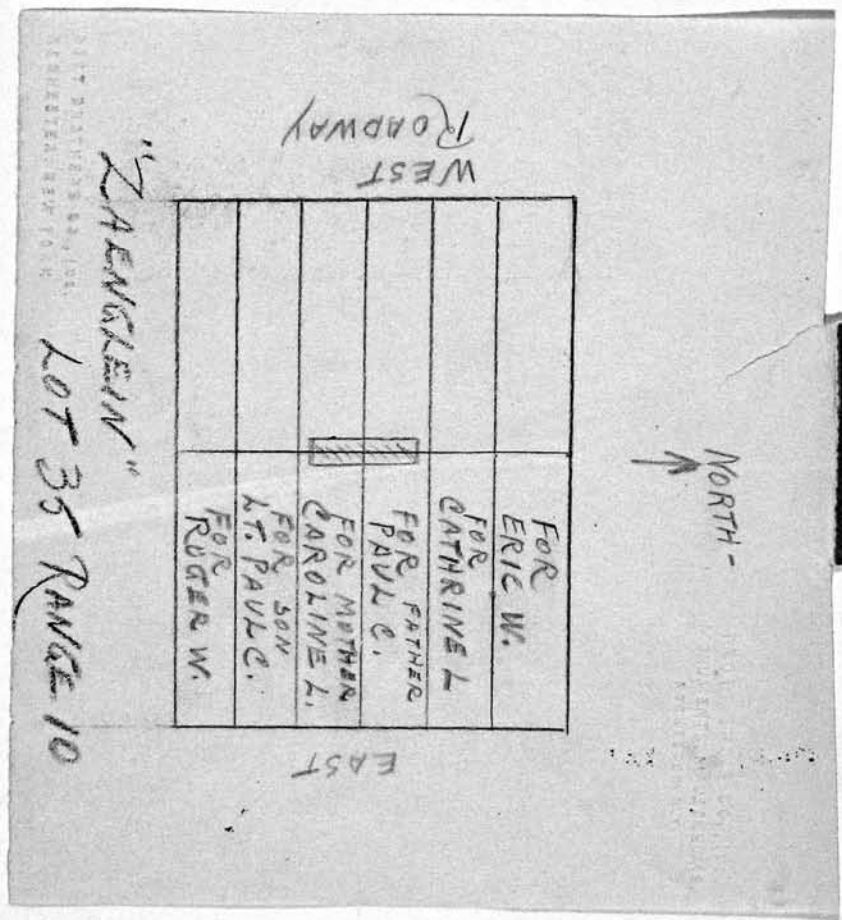 WEST
ROADWAY
NORTH -
FOR
ERIC W.
FOR
CATHRINE L
FOR FATHER
PAUL C.
FOR MOTHER
CAROLINE L.
FOR SON
LT. PAUL C.
FOR
ROGER W.
EAST
"ZAENGLEIN"
LOT 35 RANGE 10